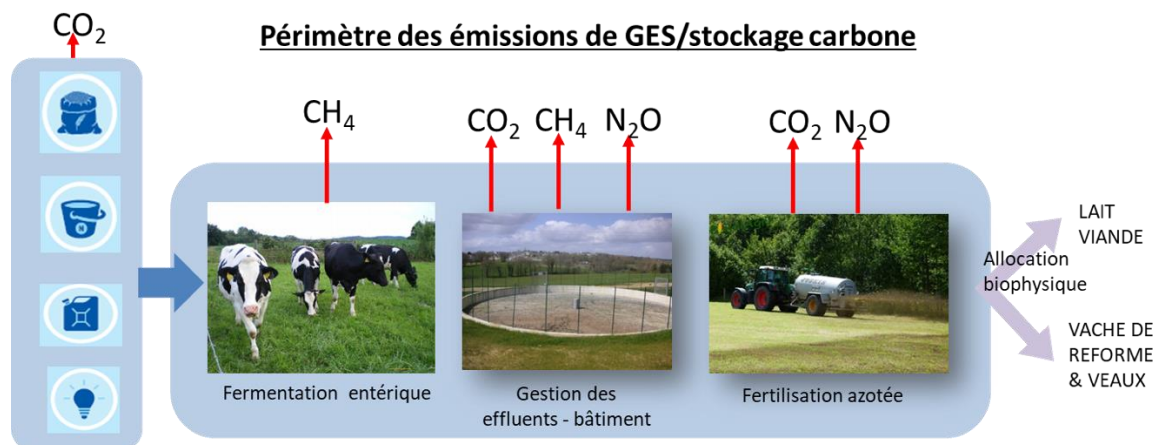 CO₂
Périmètre des émissions de GES/stockage carbone
CH₄
CO₂ CH₄ N₂O
CO₂ N₂O
N
Fermentation entérique
Gestion des
effluents - bâtiment
Fertilisation azotée
Allocation
biophysique
LAIT
VIANDE
VACHE DE
REFORME
& VEAUX